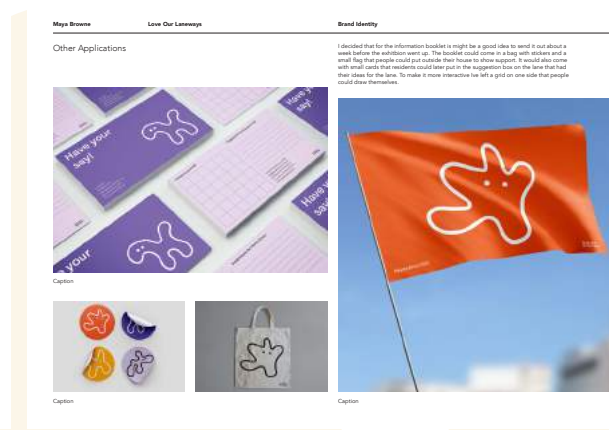 Maya Browne
Love Our Laneways
Brand Identity
Other Applications
I decided that for the information booklet is might be a good idea to send it out about a
week before the exhitbion went up. The booklet could come in a bag with stickers and a
small flag that people could put outside their house to show support. It would also come
with small cards that residents could later put in the suggestion box on the lane that had
their ideas for the lane. To make it more interactive Ive left a grid on one side that people
could draw themselves.
Have your
say!
Have your
say!
Have
say
your
Caption
Caption
Caption